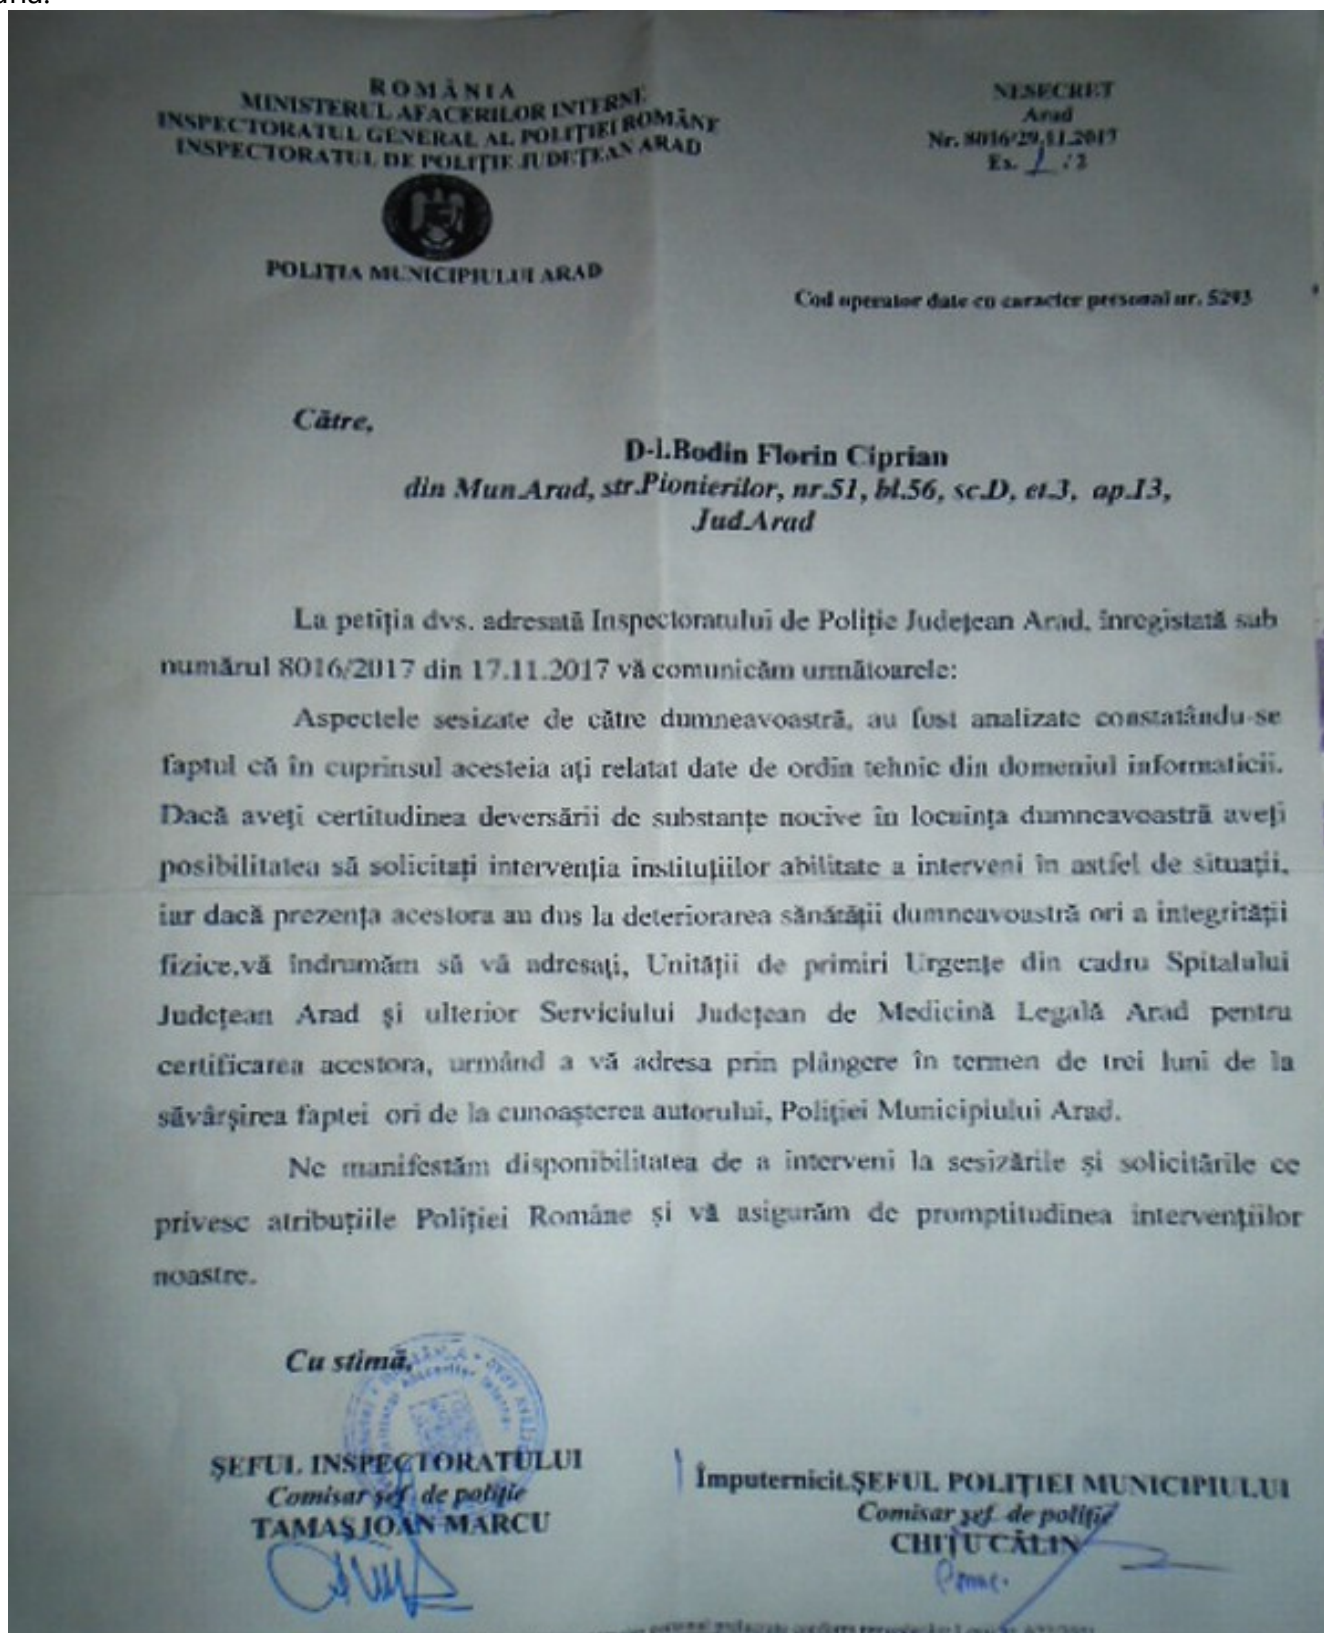 ROMÂNIA
MINISTERUL AFACERILOR INTERNE
INSPECTORATUL GENERAL AL POLIȚIEI ROMÂNE
INSPECTORATUL DE POLIȚIE JUDEȚEAN ARAD
POLIȚIA MUNICIPIULUI ARAD
NESECRET
Arad
Nr. 8016/29.11.2017
Ex. 1 / 2
Cod operator date cu caracter personal nr. 5293
Către,
D-l.Bodin Florin Ciprian
din Mun.Arad, str.Pionierilor, nr.51, bl.56, sc.D, et.3, ap.13,
Jud.Arad
La petiția dvs. adresată Inspectoratului de Poliție Județean Arad, înregistată sub
numărul 8016/2017 din 17.11.2017 vă comunicăm următoarele:
Aspectele sesizate de către dumneavoastră, au fost analizate constatându-se
faptul că în cuprinsul acesteia ați relatat date de ordin tehnic din domeniul informaticii.
Dacă aveți certitudinea deversării de substanțe nocive în locuința dumneavoastră aveți
posibilitatea să solicitați intervenția instituțiilor abilitate a interveni în astfel de situații,
iar dacă prezența acestora au dus la deteriorarea sănătății dumneavoastră ori a integrității
fizice,vă îndrumăm să vă adresați, Unității de primiri Urgențe din cadru Spitalului
Județean Arad și ulterior Serviciului Județean de Medicină Legală Arad pentru
certificarea acestora, urmând a vă adresa prin plângere în termen de trei luni de la
săvârșirea faptei ori de la cunoașterea autorului, Poliției Municipiului Arad.
Ne manifestăm disponibilitatea de a interveni la sesizările și solicitările ce
privesc atribuțiile Poliției Române și vă asigurăm de promptitudinea intervențiilor
noastre.
Cu stimă,
ȘEFUL INSPECTORATULUI
Comisar șef de poliție
TAMAȘ IOAN MARCU
Împuternicit.ȘEFUL POLIȚIEI MUNICIPIULUI
Comisar șef de poliție
CHIȚU CĂLIN